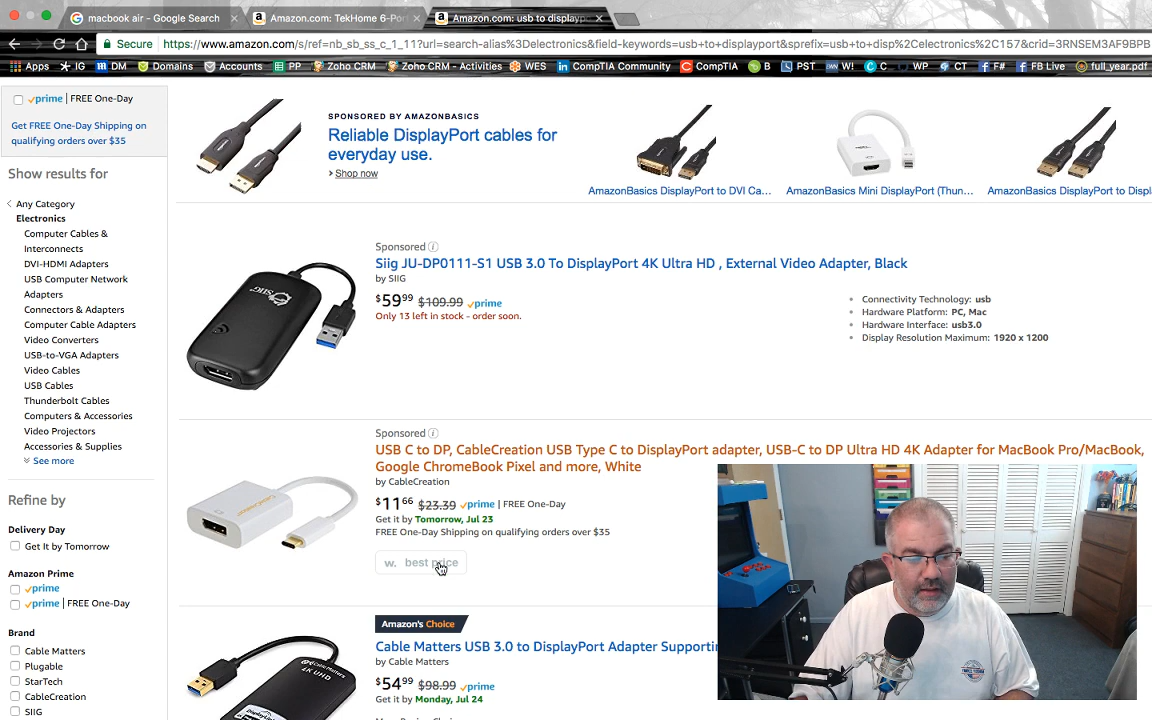 macbook air - Google Search
Amazon.com: TekHome 6-Por
Amazon.com: usb to displayp
Secure https://www.amazon.com/s/ref=nb_sb_ss_c_1_11?url=search-alias%3Delectronics&field-keywords=usb+to+displayport&sprefix=usb+to+disp%2Celectronics%2C157&crid=3RNSEM3AF9BPB
Apps IG DM Domains Accounts PP Zoho CRM Zoho CRM - Activities WES CompTIA Community CompTIA B PST W! C WP CT F# FB Live full_year.pdf
prime | FREE One-Day
Get FREE One-Day Shipping on
qualifying orders over $35
Show results for
Any Category
Electronics
Computer Cables &
Interconnects
DVI-HDMI Adapters
USB Computer Network
Adapters
Connectors & Adapters
Computer Cable Adapters
Video Converters
USB-to-VGA Adapters
Video Cables
USB Cables
Thunderbolt Cables
Computers & Accessories
Video Projectors
Accessories & Supplies
See more
Refine by
Delivery Day
Get It by Tomorrow
Amazon Prime
prime
prime | FREE One-Day
Brand
Cable Matters
Plugable
StarTech
CableCreation
SIIG
SPONSORED BY AMAZONBASICS
Reliable DisplayPort cables for
everyday use.
Shop now
AmazonBasics DisplayPort to DVI Ca...
AmazonBasics Mini DisplayPort (Thun...
AmazonBasics DisplayPort to Displ
Sponsored
Siig JU-DP0111-S1 USB 3.0 To DisplayPort 4K Ultra HD , External Video Adapter, Black
by SIIG
$59 99 $109.99 prime
Only 13 left in stock - order soon.
Connectivity Technology: usb
Hardware Platform: PC, Mac
Hardware Interface: usb3.0
Display Resolution Maximum: 1920 x 1200
SIIG
Sponsored
USB C to DP, CableCreation USB Type C to DisplayPort adapter, USB-C to DP Ultra HD 4K Adapter for MacBook Pro/MacBook,
Google ChromeBook Pixel and more, White
by CableCreation
$11 66 $23.39 prime | FREE One-Day
Get it by Tomorrow, Jul 23
FREE One-Day Shipping on qualifying orders over $35
w. best price
CableCreation
Amazon's Choice
Cable Matters USB 3.0 to DisplayPort Adapter Supportin
by Cable Matters
$54 99 $98.99 prime
Get it by Monday, Jul 24
Cable Matters
4K UHD